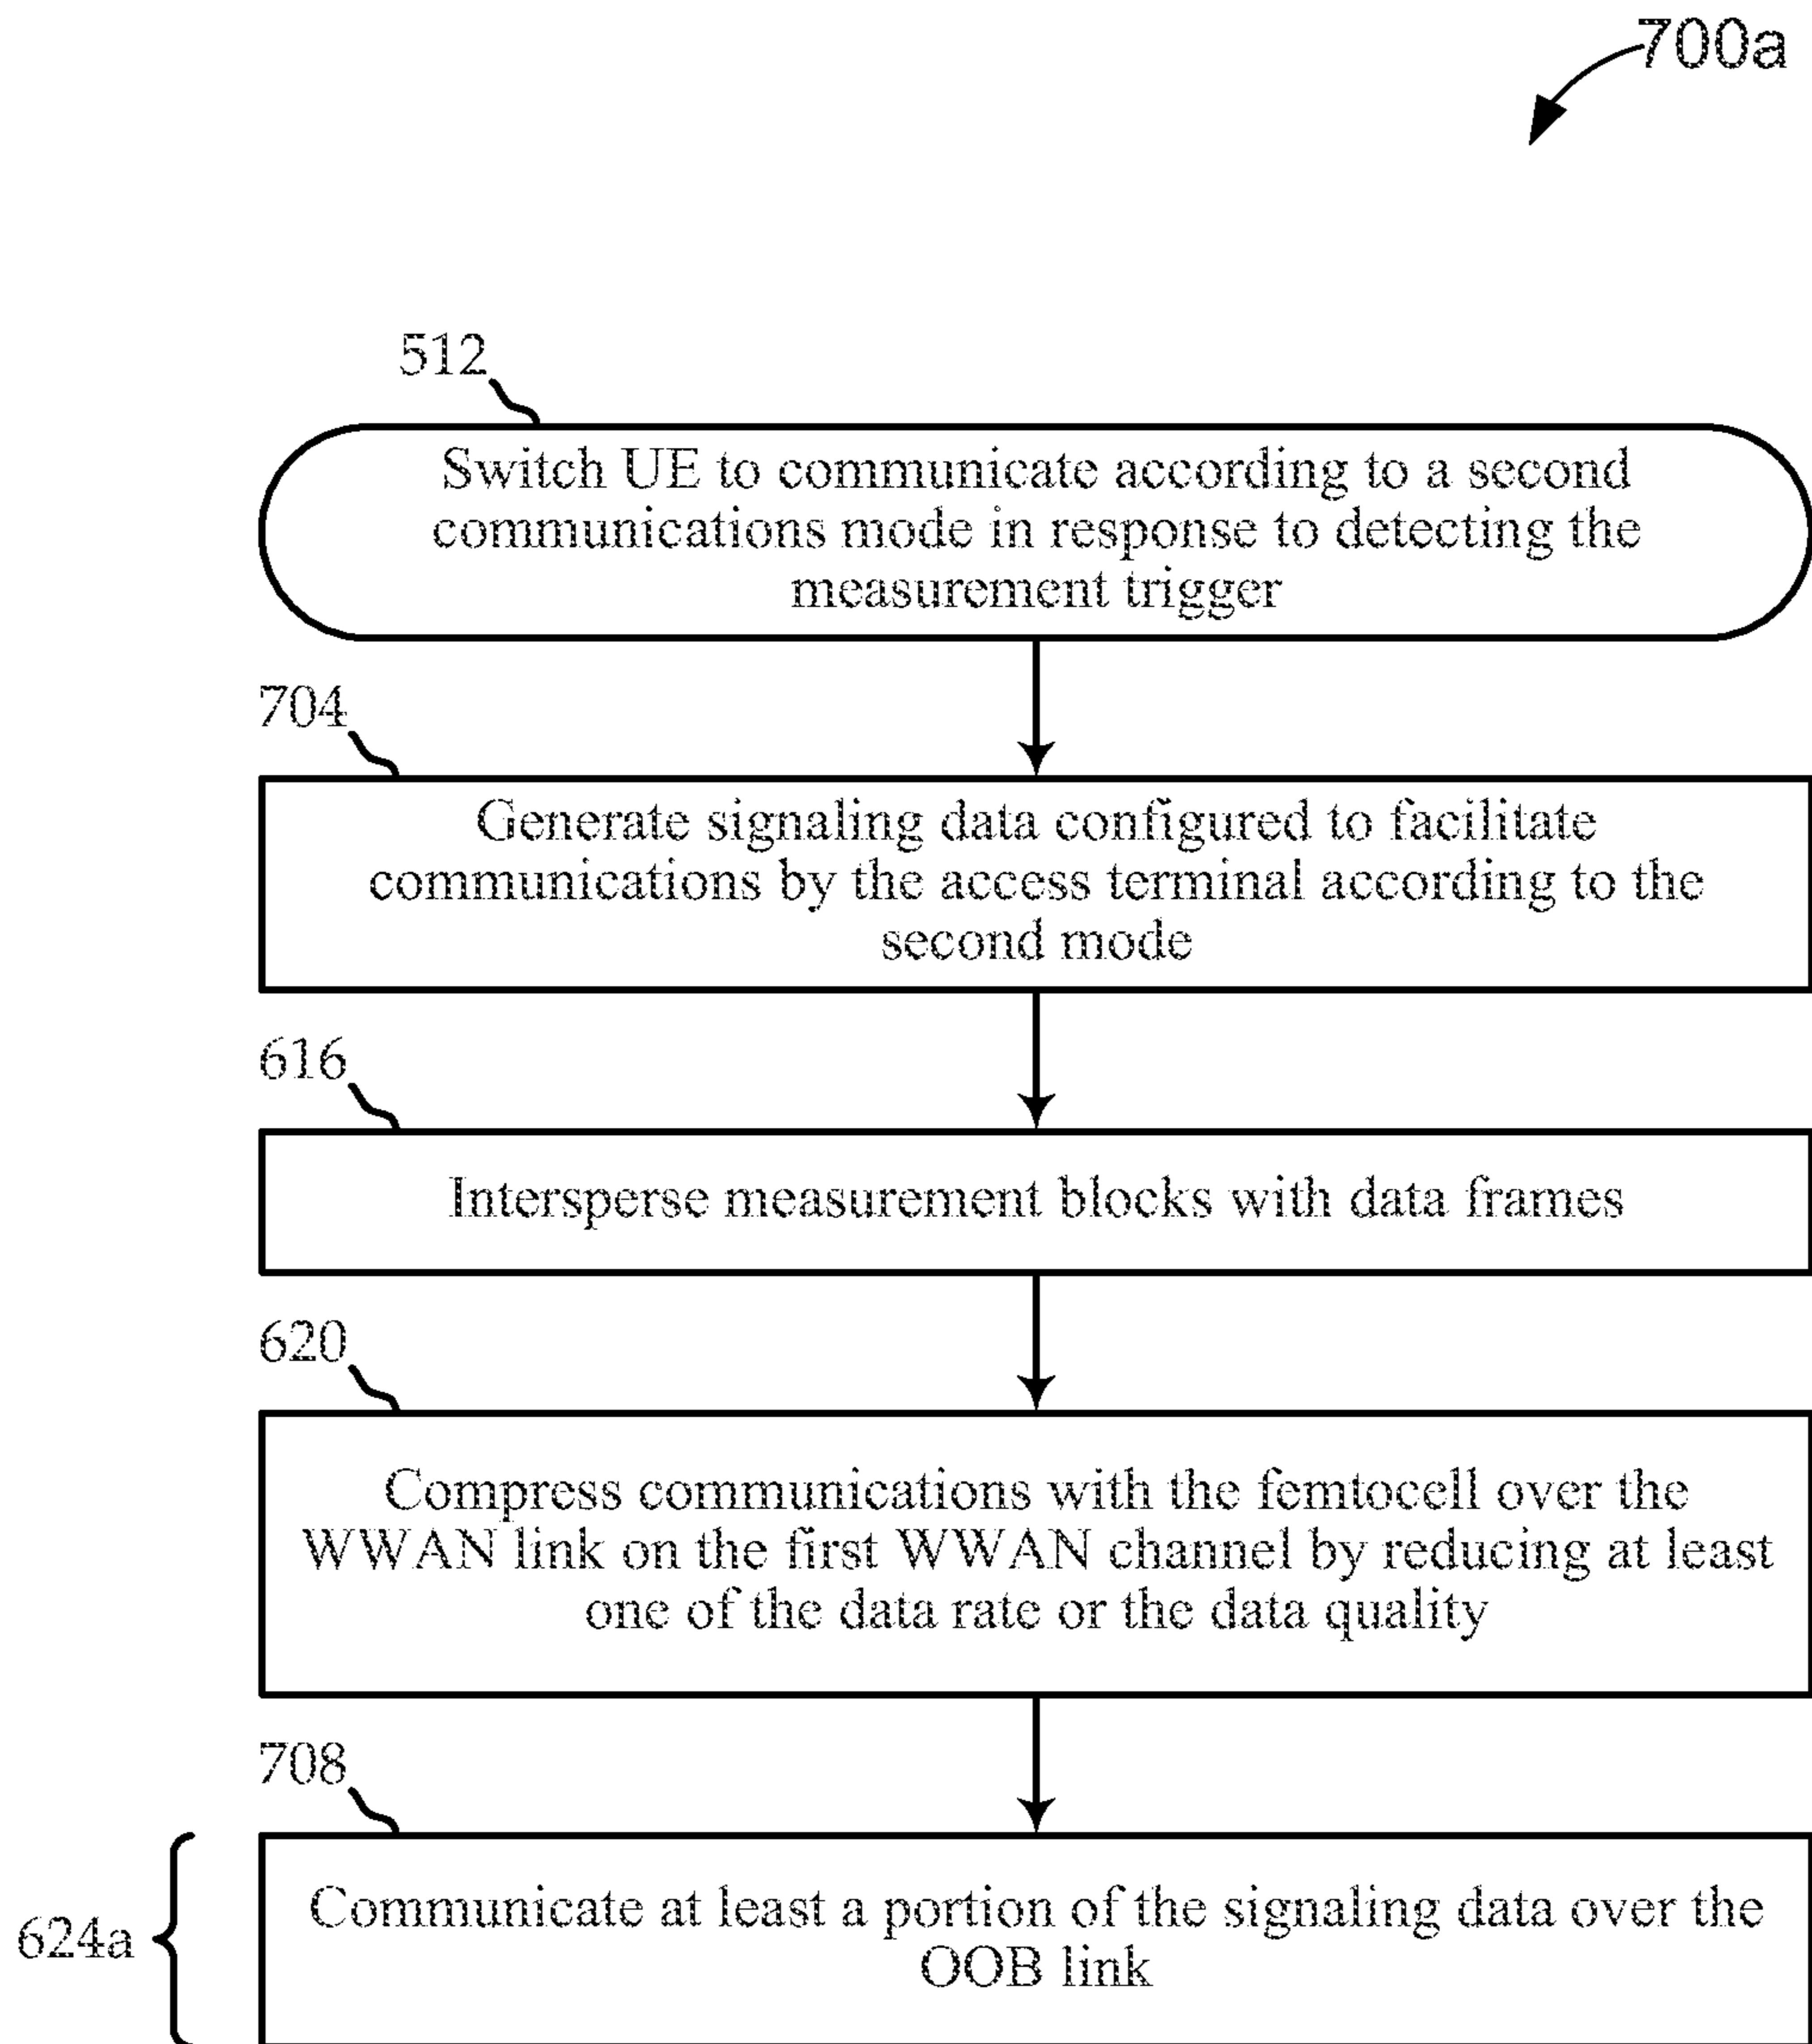 700a
512
Switch UE to communicate according to a second
communications mode in response to detecting the
measurement trigger
704
Generate signaling data configured to facilitate
communications by the access terminal according to the
second mode
616
Intersperse measurement blocks with data frames
620
Compress communications with the femtocell over the
WWAN link on the first WWAN channel by reducing at least
one of the data rate or the data quality
708
624a
Communicate at least a portion of the signaling data over the
OOB link